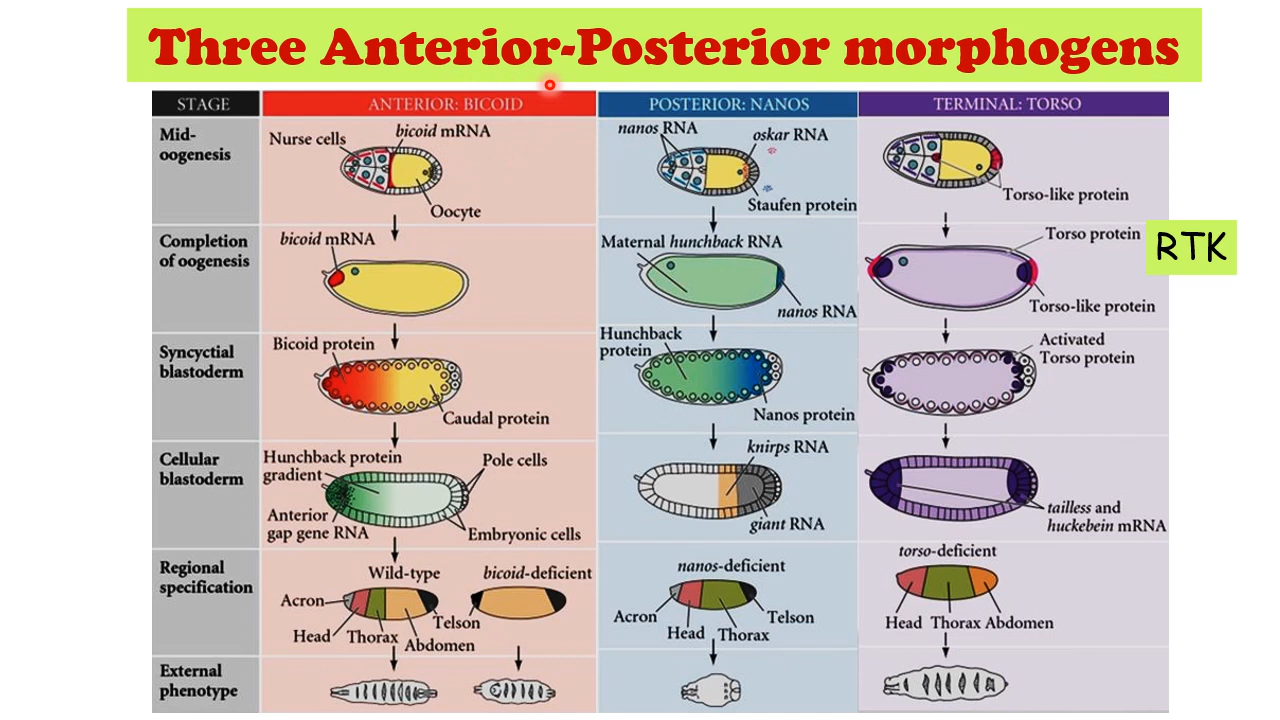 Three Anterior-Posterior morphogens
STAGE
ANTERIOR: BICOID
POSTERIOR: NANOS
TERMINAL: TORSO
Mid-
oogenesis
Nurse cells
bicoid mRNA
Oocyte
nanos RNA
oskar RNA
Staufen protein
Torso-like protein
Completion
of oogenesis
bicoid mRNA
Maternal hunchback RNA
nanos RNA
Torso protein
RTK
Torso-like protein
Syncyctial
blastoderm
Bicoid protein
Caudal protein
Hunchback
protein
Nanos protein
Activated
Torso protein
Cellular
blastoderm
Hunchback protein
gradient
Pole cells
Anterior
gap gene RNA
Embryonic cells
knirps RNA
giant RNA
tailless and
huckebein mRNA
Regional
specification
Wild-type
bicoid-deficient
Acron
Head
Thorax
Abdomen
Telson
nanos-deficient
Acron
Head
Thorax
Telson
torso-deficient
Head Thorax Abdomen
External
phenotype